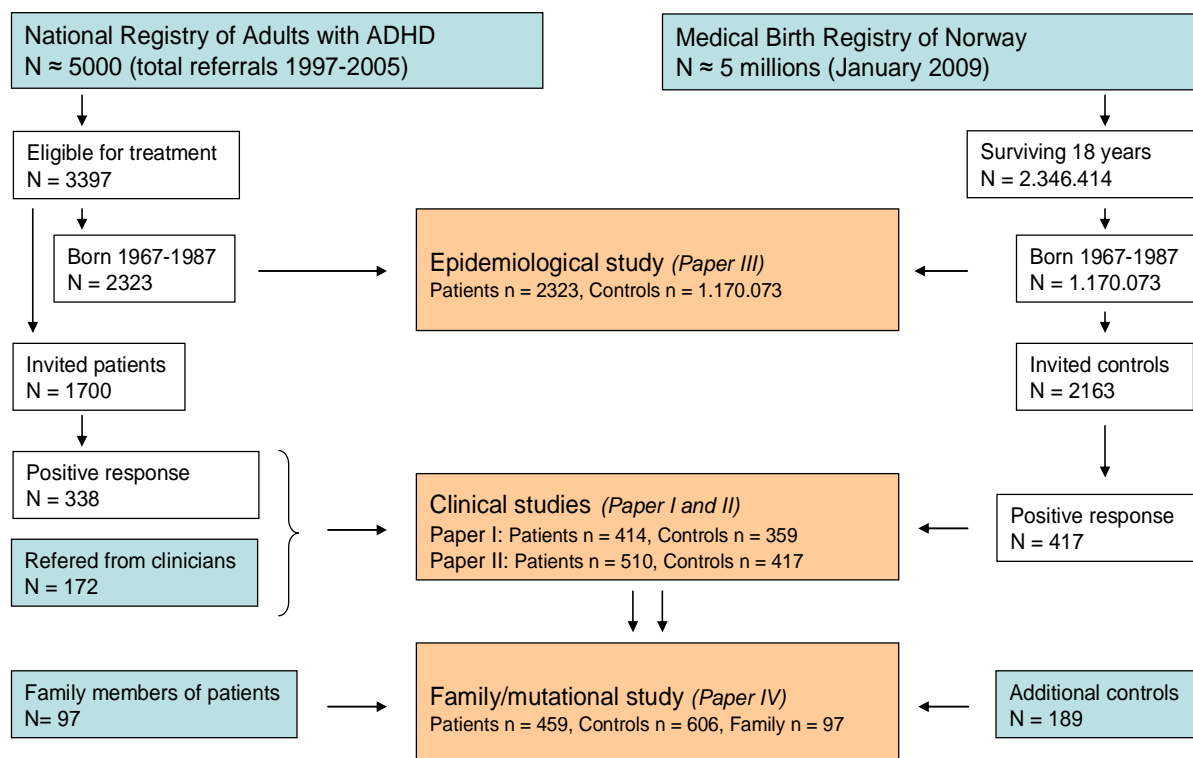 National Registry of Adults with ADHD
N ≈ 5000 (total referrals 1997-2005)
Medical Birth Registry of Norway
N ≈ 5 millions (January 2009)
Eligible for treatment
N = 3397
Surviving 18 years
N = 2.346.414
Born 1967-1987
N = 2323
Epidemiological study (Paper III)
Patients n = 2323, Controls n = 1.170.073
Born 1967-1987
N = 1.170.073
Invited patients
N = 1700
Invited controls
N = 2163
Positive response
N = 338
Refered from clinicians
N = 172
Clinical studies (Paper I and II)
Paper I: Patients n = 414, Controls n = 359
Paper II: Patients n = 510, Controls n = 417
Positive response
N = 417
Family members of patients
N= 97
Family/mutational study (Paper IV)
Patients n = 459, Controls n = 606, Family n = 97
Additional controls
N = 189